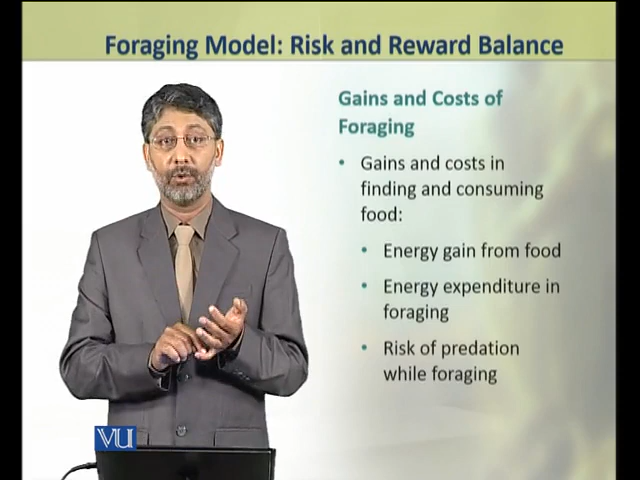 Foraging Model: Risk and Reward Balance
Gains and Costs of
Foraging
• Gains and costs in
finding and consuming
food:
• Energy gain from food
• Energy expenditure in
foraging
• Risk of predation
while foraging
VU